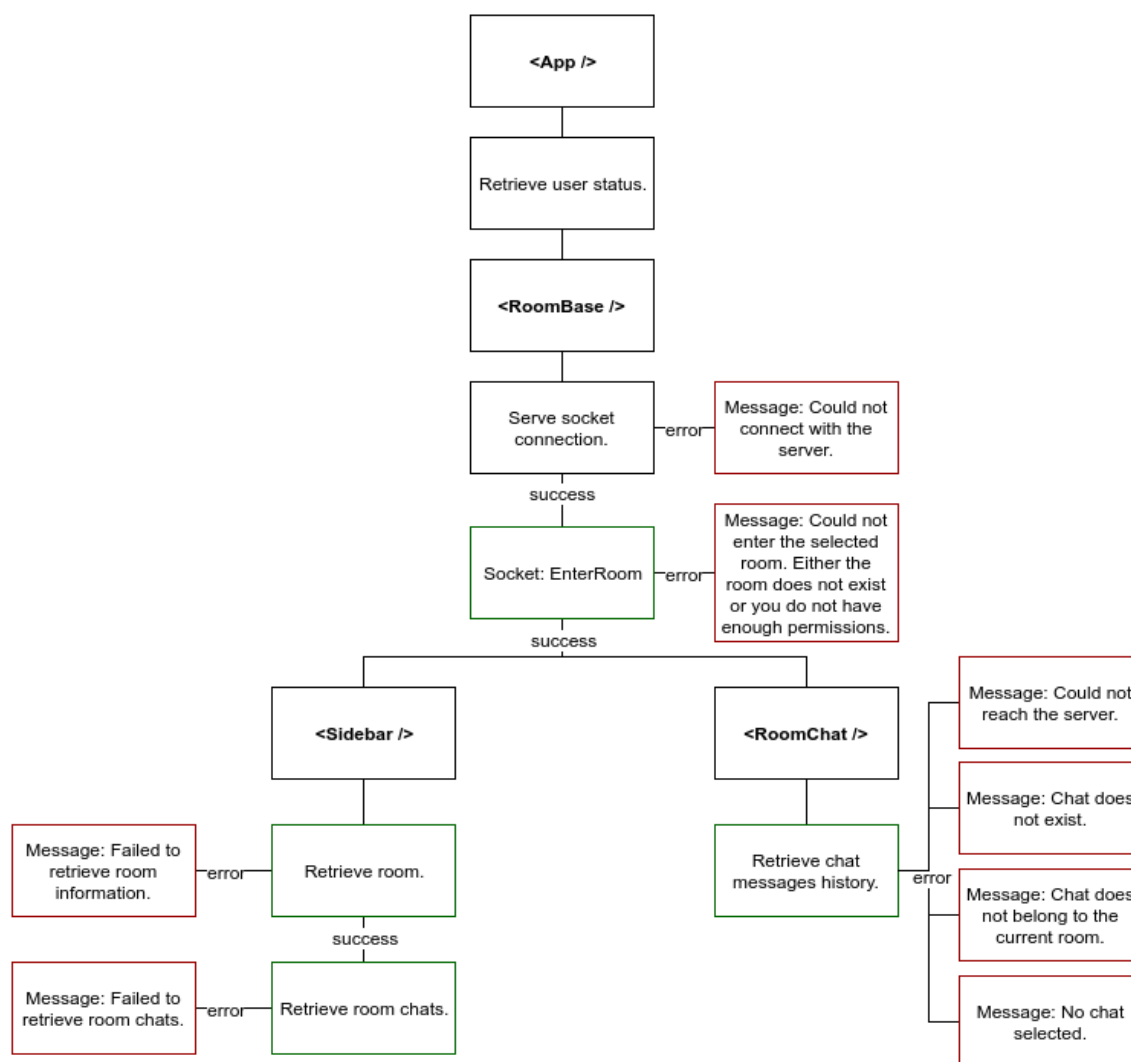 <App />
Retrieve user status.
<RoomBase />
Serve socket
connection.
error
Message: Could not
connect with the
server.
success
Socket: EnterRoom
error
Message: Could not
enter the selected
room. Either the
room does not exist
or you do not have
enough permissions.
success
<Sidebar />
<RoomChat />
Message: Could not
reach the server.
Message: Chat does
not exist.
Message: Failed to
retrieve room
information.
error
Retrieve room.
Retrieve chat
messages history.
error
Message: Chat does
not belong to the
current room.
success
Message: Failed to
retrieve room chats.
error
Retrieve room chats.
Message: No chat
selected.